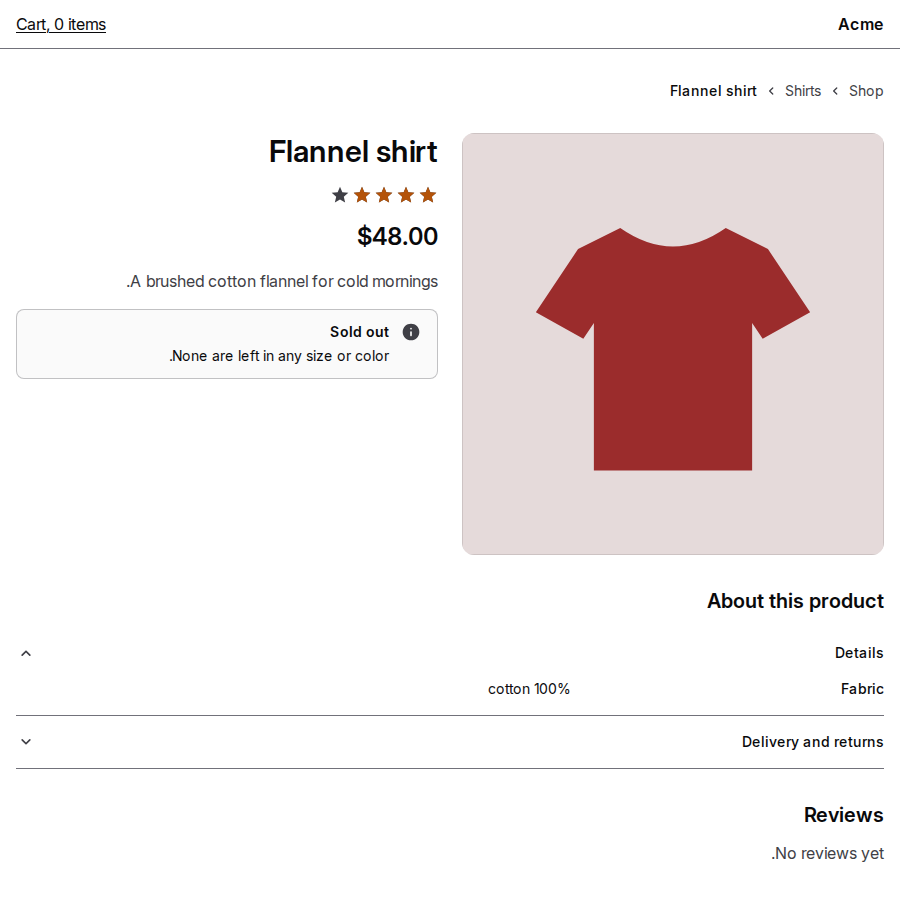 Acme
Cart, 0 items
Flannel shirt ‹ Shirts ‹ Shop
Flannel shirt
$48.00
.A brushed cotton flannel for cold mornings
Sold out
.None are left in any size or color
About this product
Details
Fabric
cotton 100%
Delivery and returns
Reviews
.No reviews yet